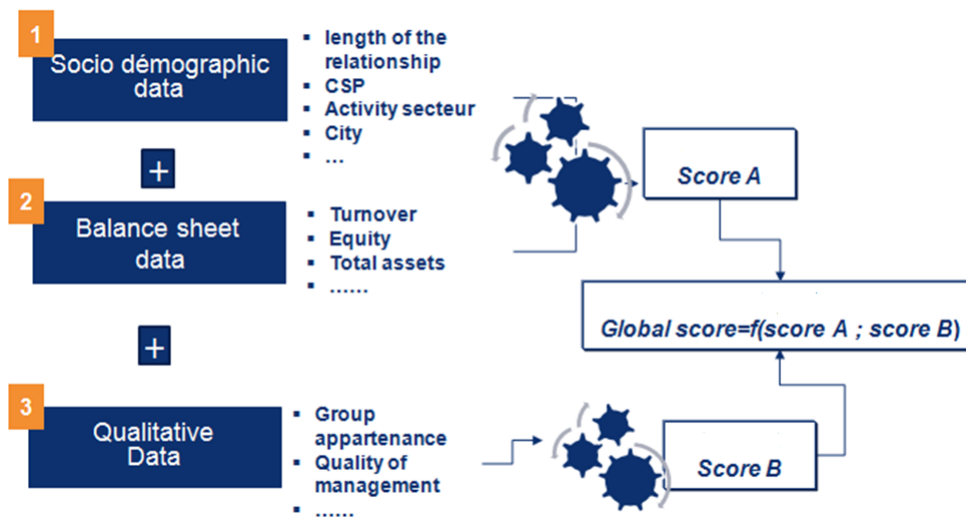 1
Socio démographic
data
▪ length of the
relationship
▪ CSP
▪ Activity secteur
▪ City
▪ ...
+
2
Balance sheet
data
▪ Turnover
▪ Equity
▪ Total assets
▪ ......
Score A
Global score=f(score A ; score B)
+
3
Qualitative
Data
▪ Group
appartenance
▪ Quality of
management
▪ ......
Score B